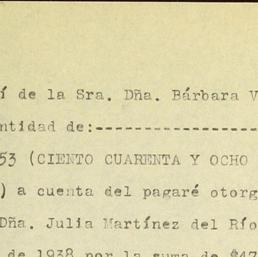 í de la Sra. Dña. Bárbara V
ntidad de:--------------------
53 (CIENTO CUARENTA Y OCHO
) a cuenta del pagaré otorg
Dña. Julia Martínez del Río
de 1938 por la suma de $47